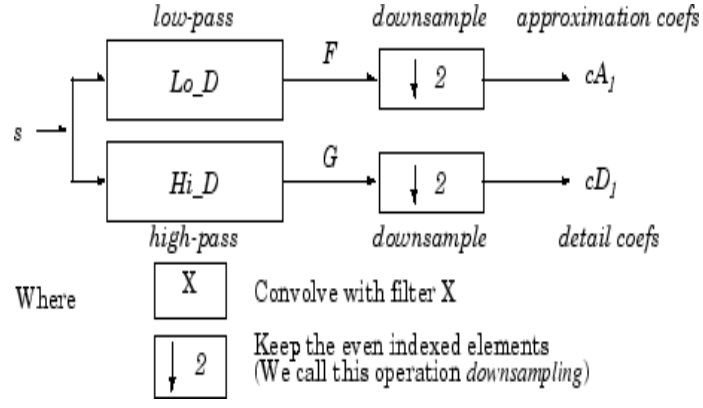 low-pass downsample approximation coefs
F
Lo_D ↓ 2 cA1
s
G
Hi_D ↓ 2 cD1
high-pass downsample detail coefs
Where X Convolve with filter X
↓ 2 Keep the even indexed elements
(We call this operation downsampling)